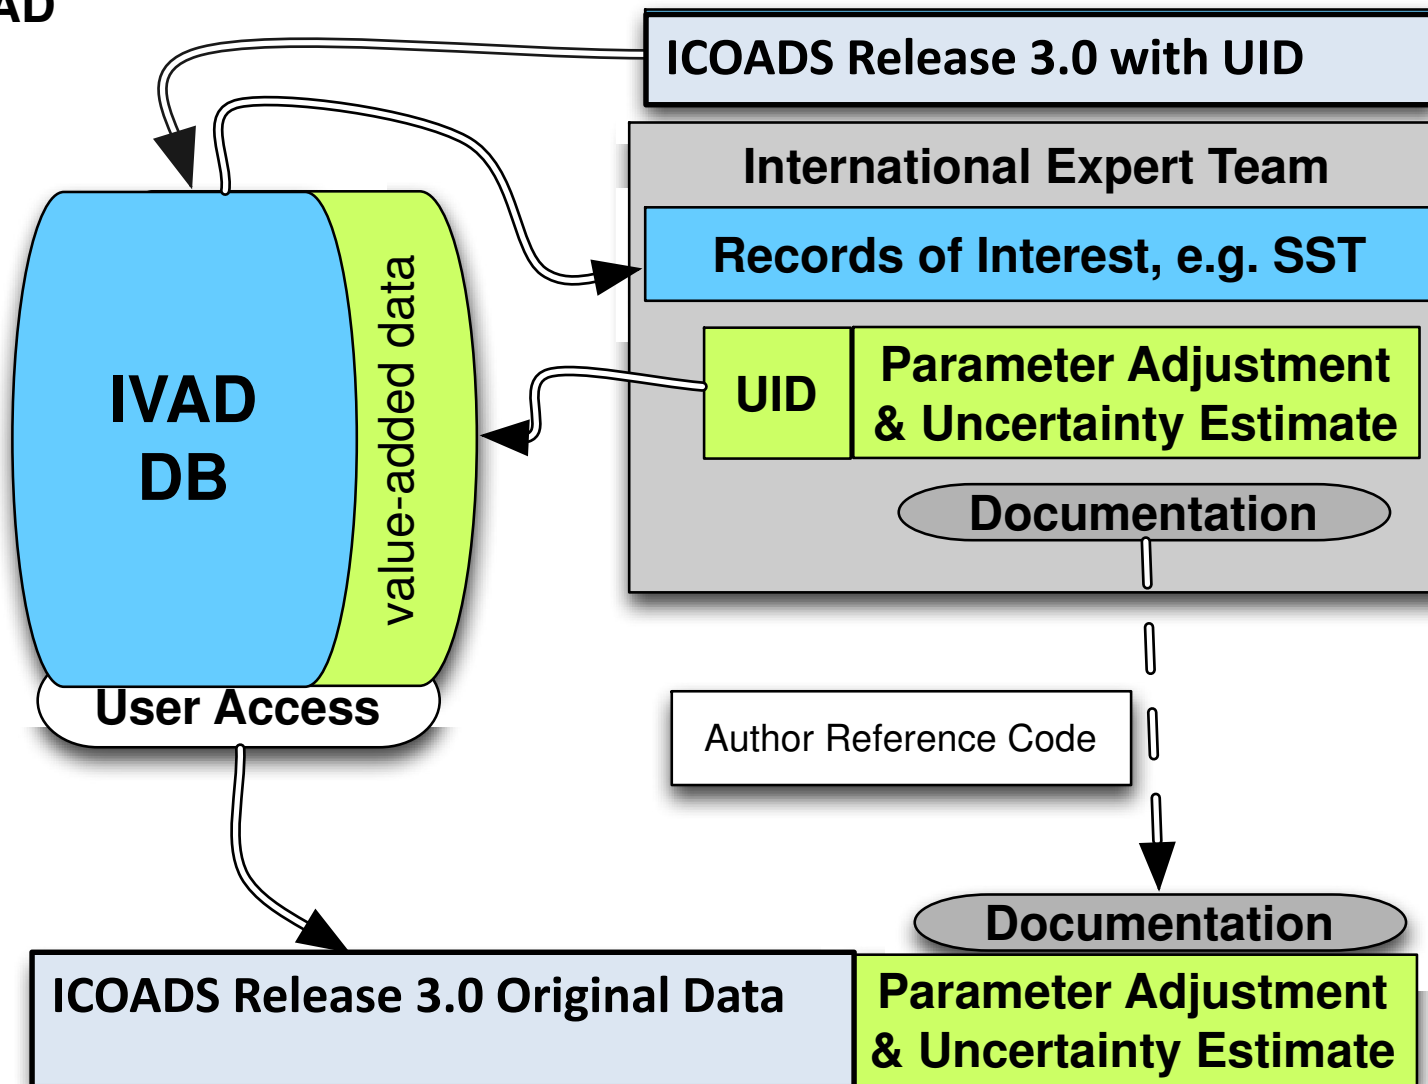 ICOADS Release 3.0 with UID
International Expert Team
Records of Interest, e.g. SST
UID
Parameter Adjustment
& Uncertainty Estimate
Documentation
IVAD
DB
value-added data
User Access
Author Reference Code
Documentation
ICOADS Release 3.0 Original Data
Parameter Adjustment
& Uncertainty Estimate